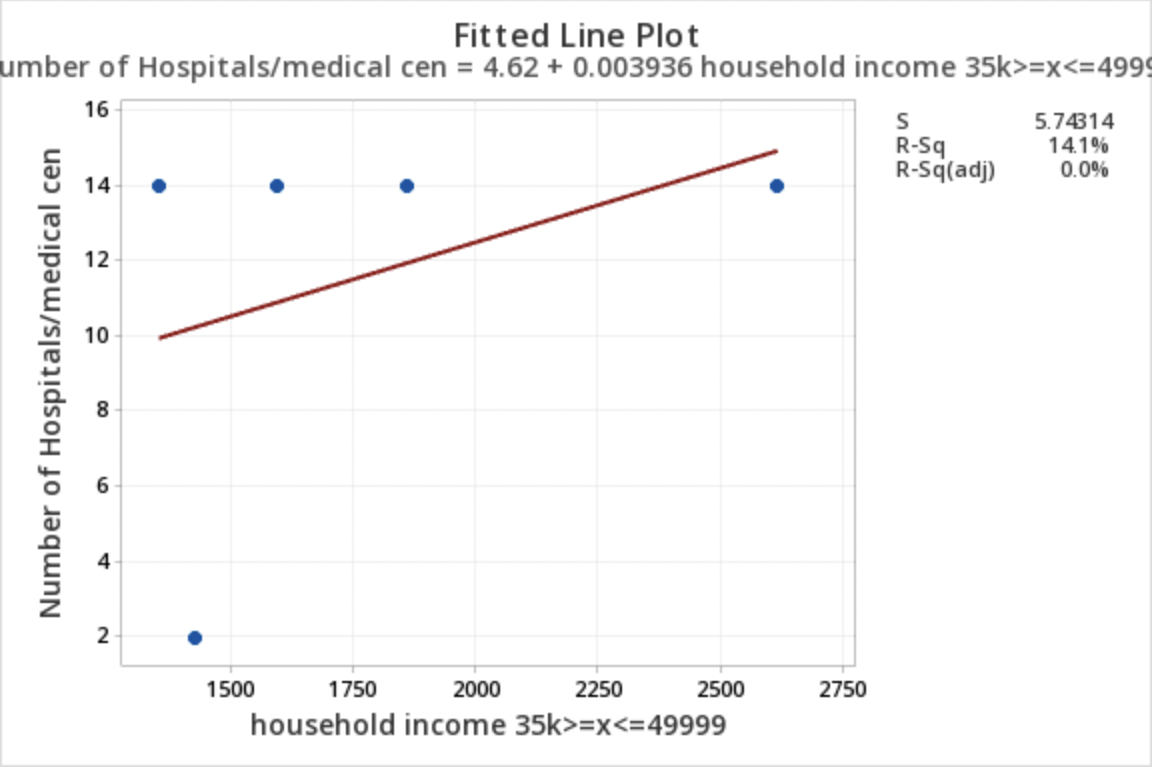 Fitted Line Plot
umber of Hospitals/medical cen = 4.62 + 0.003936 household income 35k>=x<=4999
S 5.74314
R-Sq 14.1%
R-Sq(adj) 0.0%
Number of Hospitals/medical cen
16
14
12
10
8
6
4
2
1500 1750 2000 2250 2500 2750
household income 35k>=x<=49999